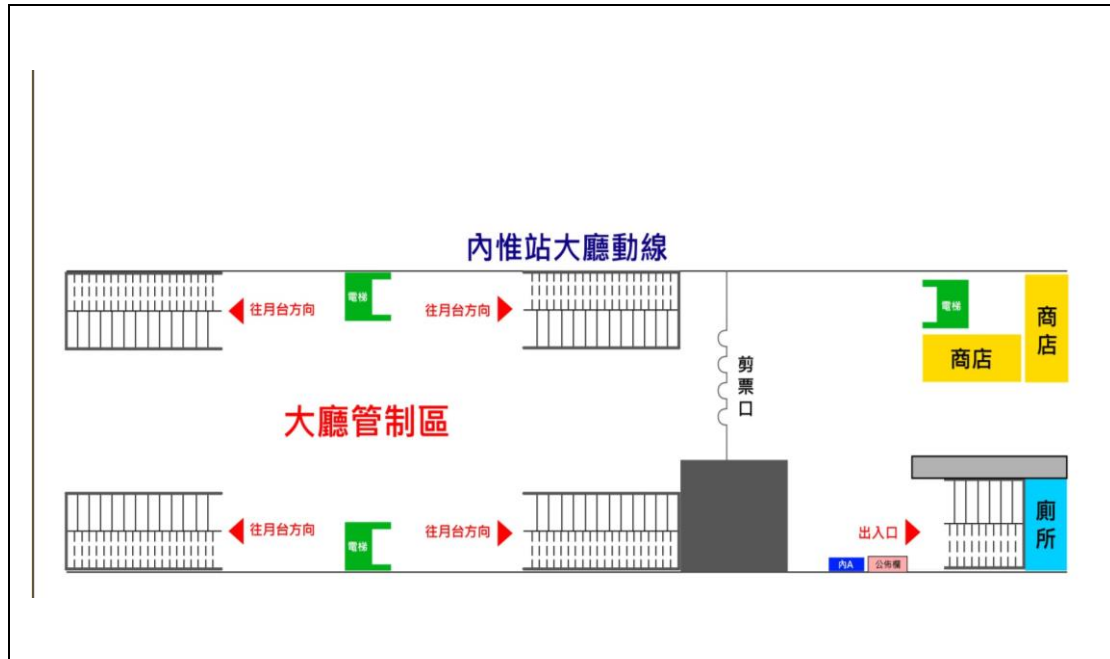 內惟站大廳動線
往月台方向
電梯
往月台方向
剪票口
電梯
商店
商店
大廳管制區
往月台方向
電梯
往月台方向
出入口
廁所
內A
公佈欄